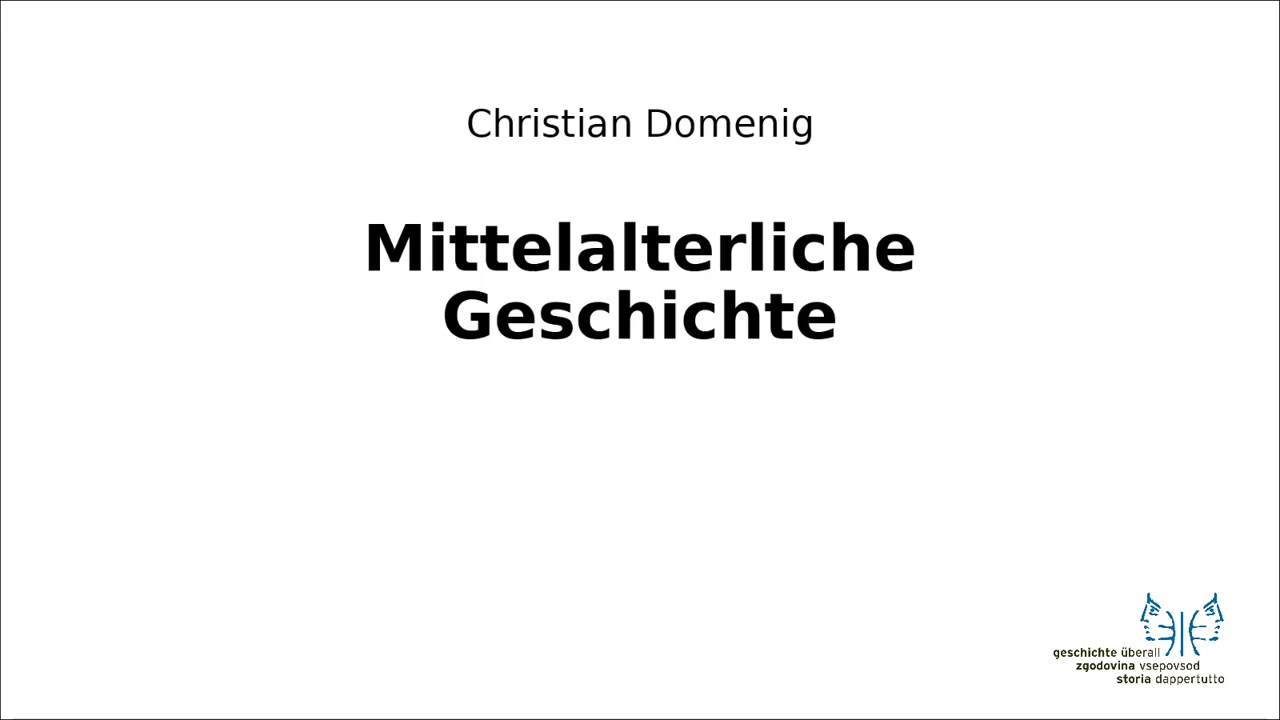 Christian Domenig
Mittelalterliche
Geschichte
geschichte überall
zgodovina vsepovsod
storia dappertutto